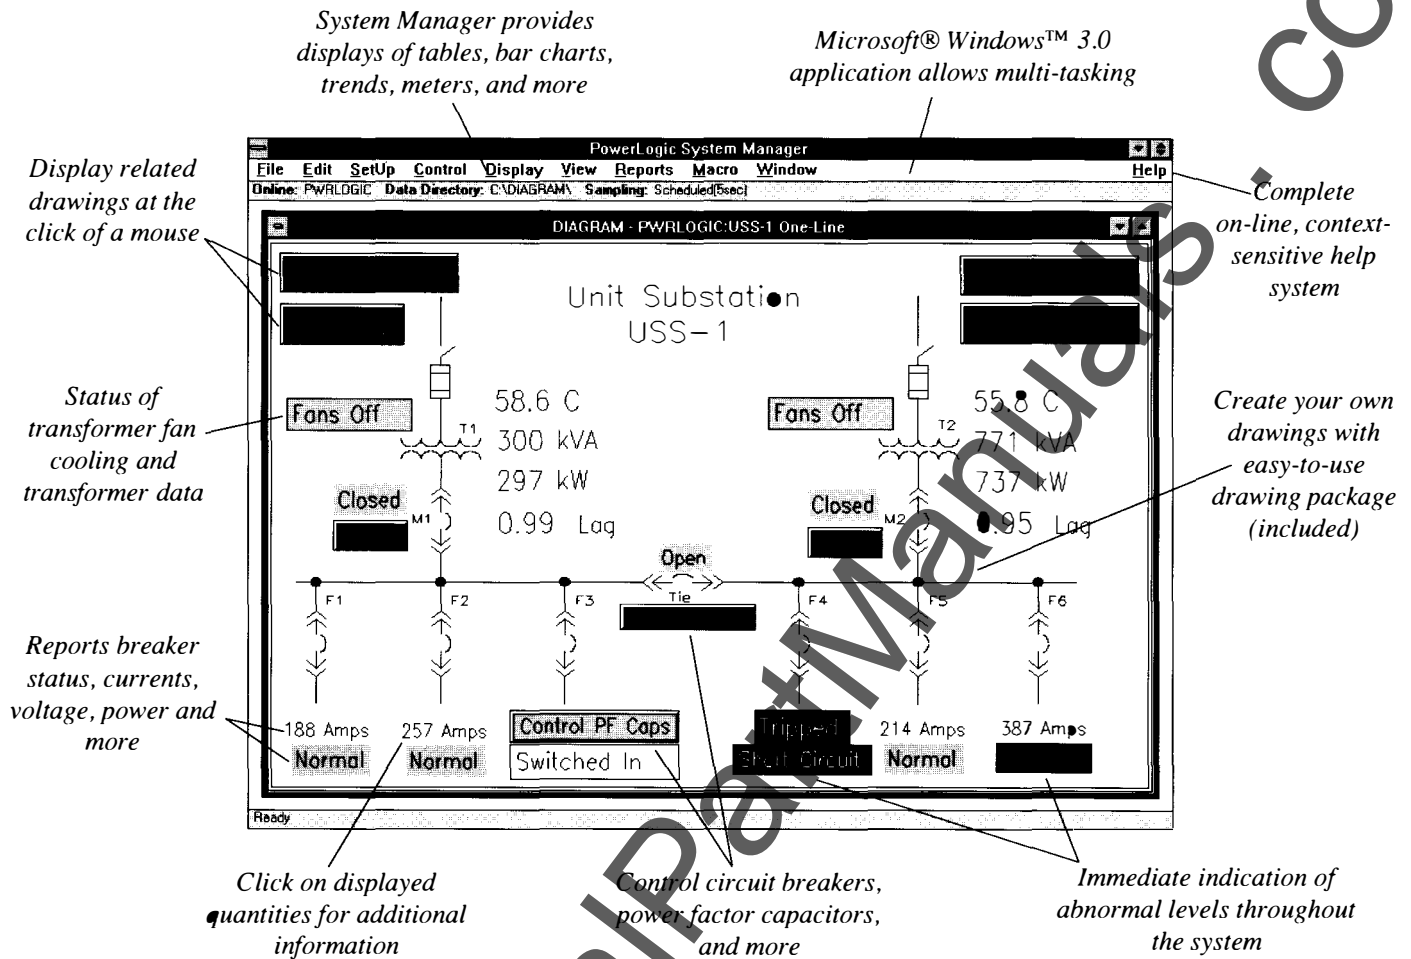 System Manager provides
displays of tables, bar charts,
trends, meters, and more
Microsoft® Windows™ 3.0
application allows multi-tasking
Display related
drawings at the
click of a mouse
PowerLogic System Manager
File Edit SetUp Control Display View Reports Macro Window Help
Online: PWRLOGIC Data Directory: C:\DIAGRAM\ Sampling: Scheduled[5sec]
Complete
on-line, context-
sensitive help
system
DIAGRAM - PWRLOGIC:USS-1 One-Line
Unit Substation
USS-1
Status of
transformer fan
cooling and
transformer data
Fans Off
T1
58.6 C
300 kVA
297 kW
0.99 Lag
Closed
M1
Fans Off
T2
55.8 C
771 kVA
737 kW
0.95 Lag
Closed
M2
Create your own
drawings with
easy-to-use
drawing package
(included)
Open
Tie
F1 F2 F3 F4 F5 F6
Reports breaker
status, currents,
voltage, power and
more
188 Amps 257 Amps Control PF Caps Tripped 214 Amps 387 Amps
Normal Normal Switched In Short Circuit Normal
Ready
Click on displayed
quantities for additional
information
Control circuit breakers,
power factor capacitors,
and more
Immediate indication of
abnormal levels throughout
the system